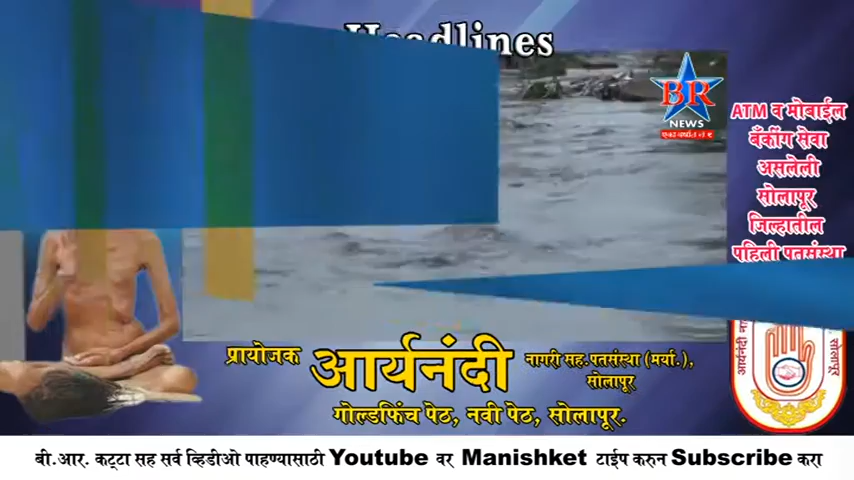 Headlines
BR
NEWS
ATM व मोबाईल
बँकींग सेवा
असलेली
सोलापूर
जिल्हातील
पहिली पतसंस्था
प्रायोजक आर्यनंदी नागरी सह.पतसंस्था (मर्या.),
सोलापूर
गोल्डफिंच पेठ, नवी पेठ, सोलापूर.
बी.आर. कट्टा सह सर्व व्हिडीओ पाहण्यासाठी Youtube वर Manishket टाईप करुन Subscribe करा